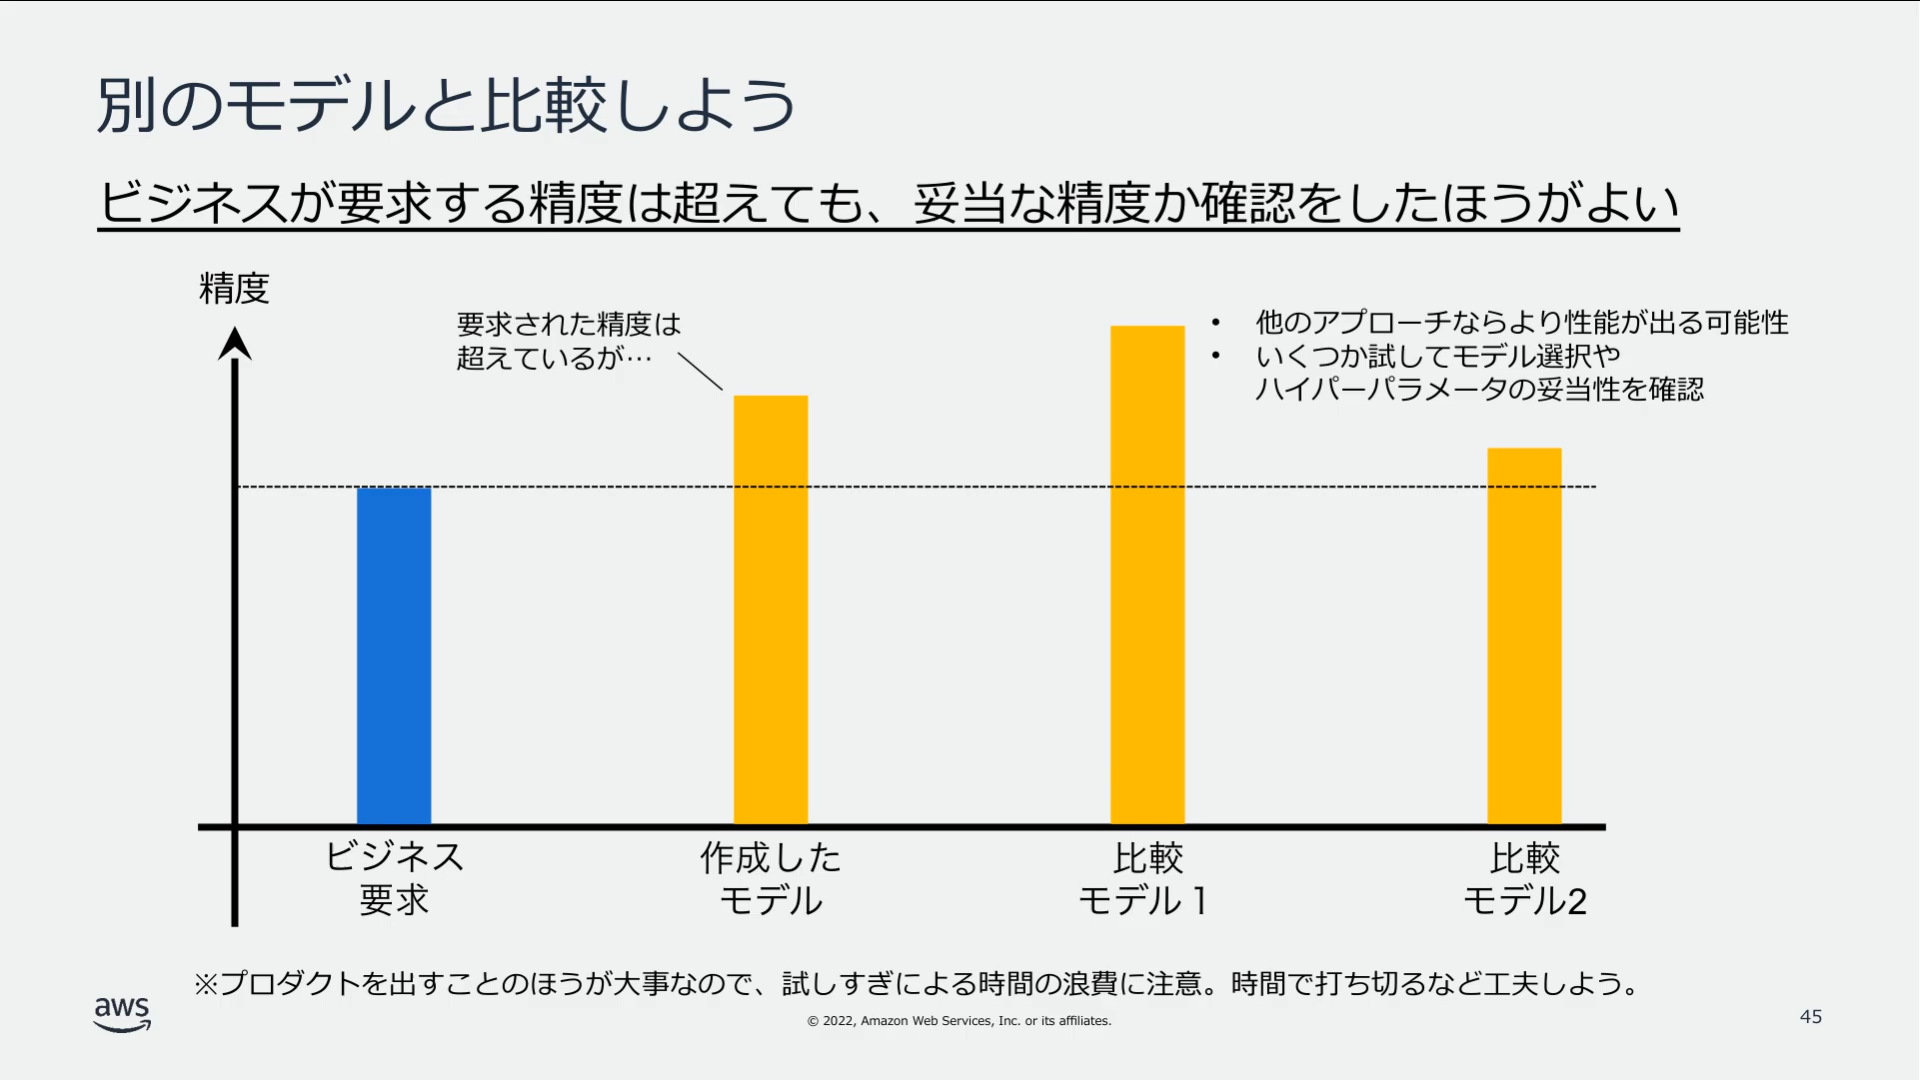 別のモデルと比較しよう
ビジネスが要求する精度は超えても、妥当な精度か確認をしたほうがよい
精度
要求された精度は
超えているが…
• 他のアプローチならより性能が出る可能性
• いくつか試してモデル選択や
ハイパーパラメータの妥当性を確認
ビジネス
要求
作成した
モデル
比較
モデル1
比較
モデル2
※プロダクトを出すことのほうが大事なので、試しすぎによる時間の浪費に注意。時間で打ち切るなど工夫しよう。
aws
© 2022, Amazon Web Services, Inc. or its affiliates.
45